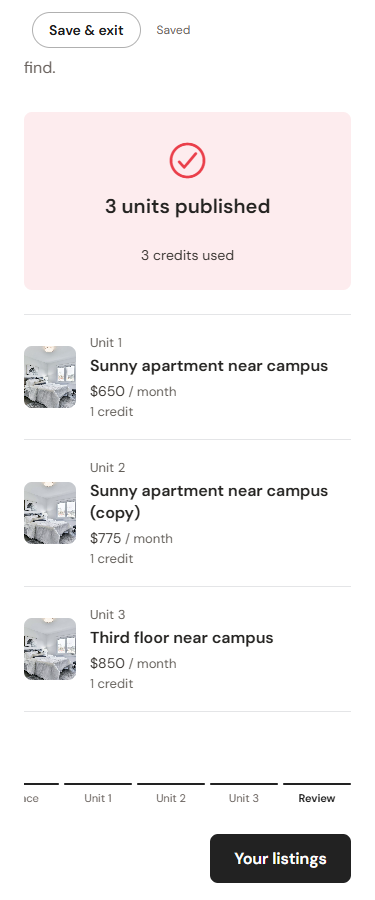 Save & exit
Saved
find.
3 units published
3 credits used
Unit 1
Sunny apartment near campus
$650 / month
1 credit
Unit 2
Sunny apartment near campus
(copy)
$775 / month
1 credit
Unit 3
Third floor near campus
$850 / month
1 credit
ace
Unit 1
Unit 2
Unit 3
Review
Your listings